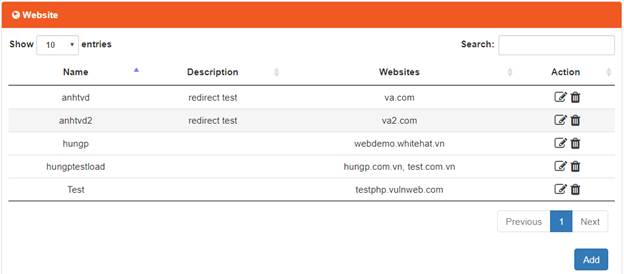 Website
Show 10 entries Search:
Name Description Websites Action
anhtvd redirect test va.com
anhtvd2 redirect test va2.com
hungp webdemo.whitehat.vn
hungptestload hungp.com.vn, test.com.vn
Test testphp.vulnweb.com
Previous 1 Next
Add